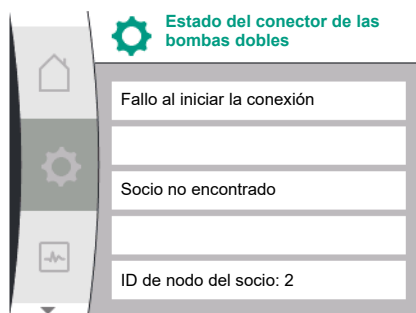 Estado del conector de las
bombas dobles
Fallo al iniciar la conexión
Socio no encontrado
ID de nodo del socio: 2